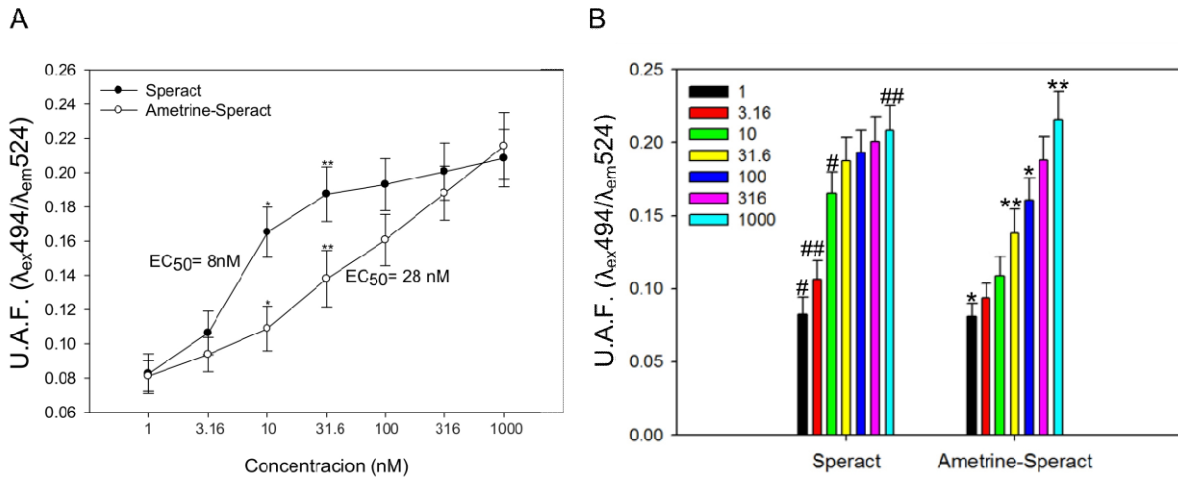 A
U.A.F. (λex494/λem524)
0.26
0.24
0.22
0.20
0.18
0.16
0.14
0.12
0.10
0.08
0.06
Speract
Ametrine-Speract
*
**
**
*
EC50= 8nM
EC50= 28 nM
1 3.16 10 31.6 100 316 1000
Concentracion (nM)
B
U.A.F. (λex494/λem524)
0.25
0.20
0.15
0.10
0.05
0.00
1
3.16
10
31.6
100
316
1000
# ## # ##
* ** * **
Speract Ametrine-Speract